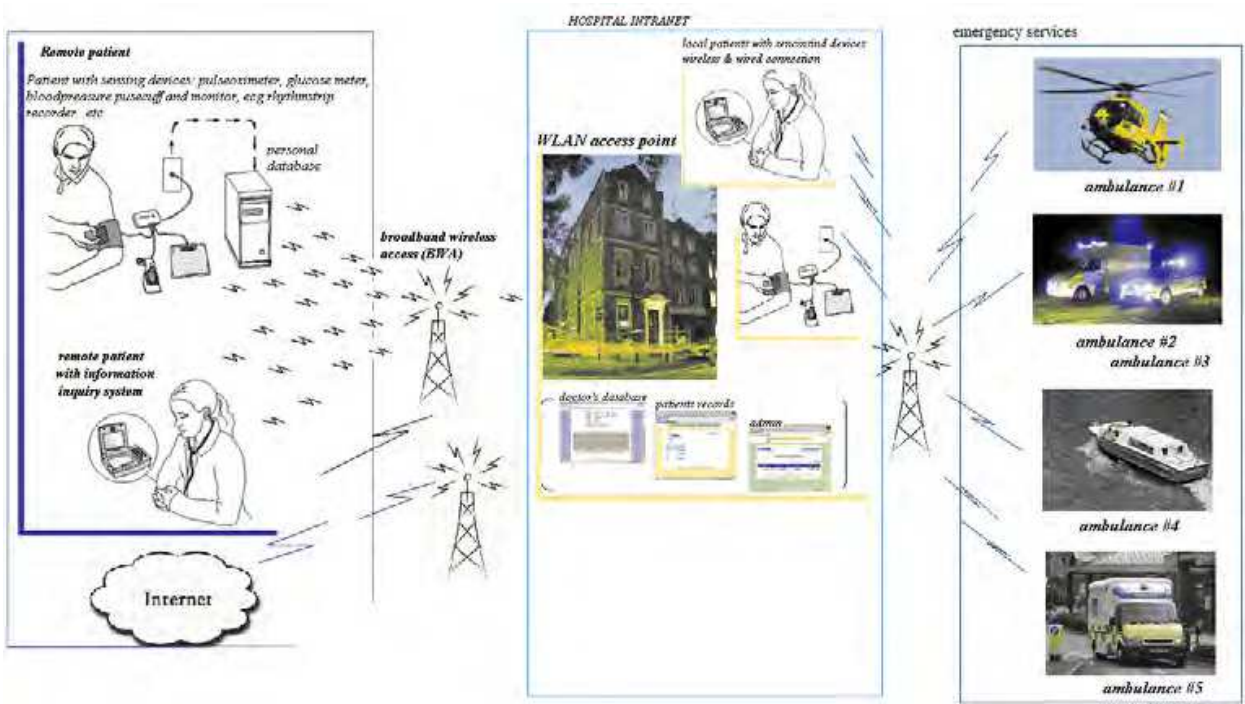 HOSPITAL INTRANET
emergency services
Remote patient
Patient with sensing devices: pulseoximeter, glucose meter,
bloodpreasure pusecuff and monitor, ecg rhythmstrip
recorder etc
personal
database
broadband wireless
access (BWA)
remote patient
with information
inquiry system
Internet
local patients with sencind devices
wireless & wired connection
WLAN access point
doctor's database
patients records
admin
ambulance #1
ambulance #2
ambulance #3
ambulance #4
ambulance #5